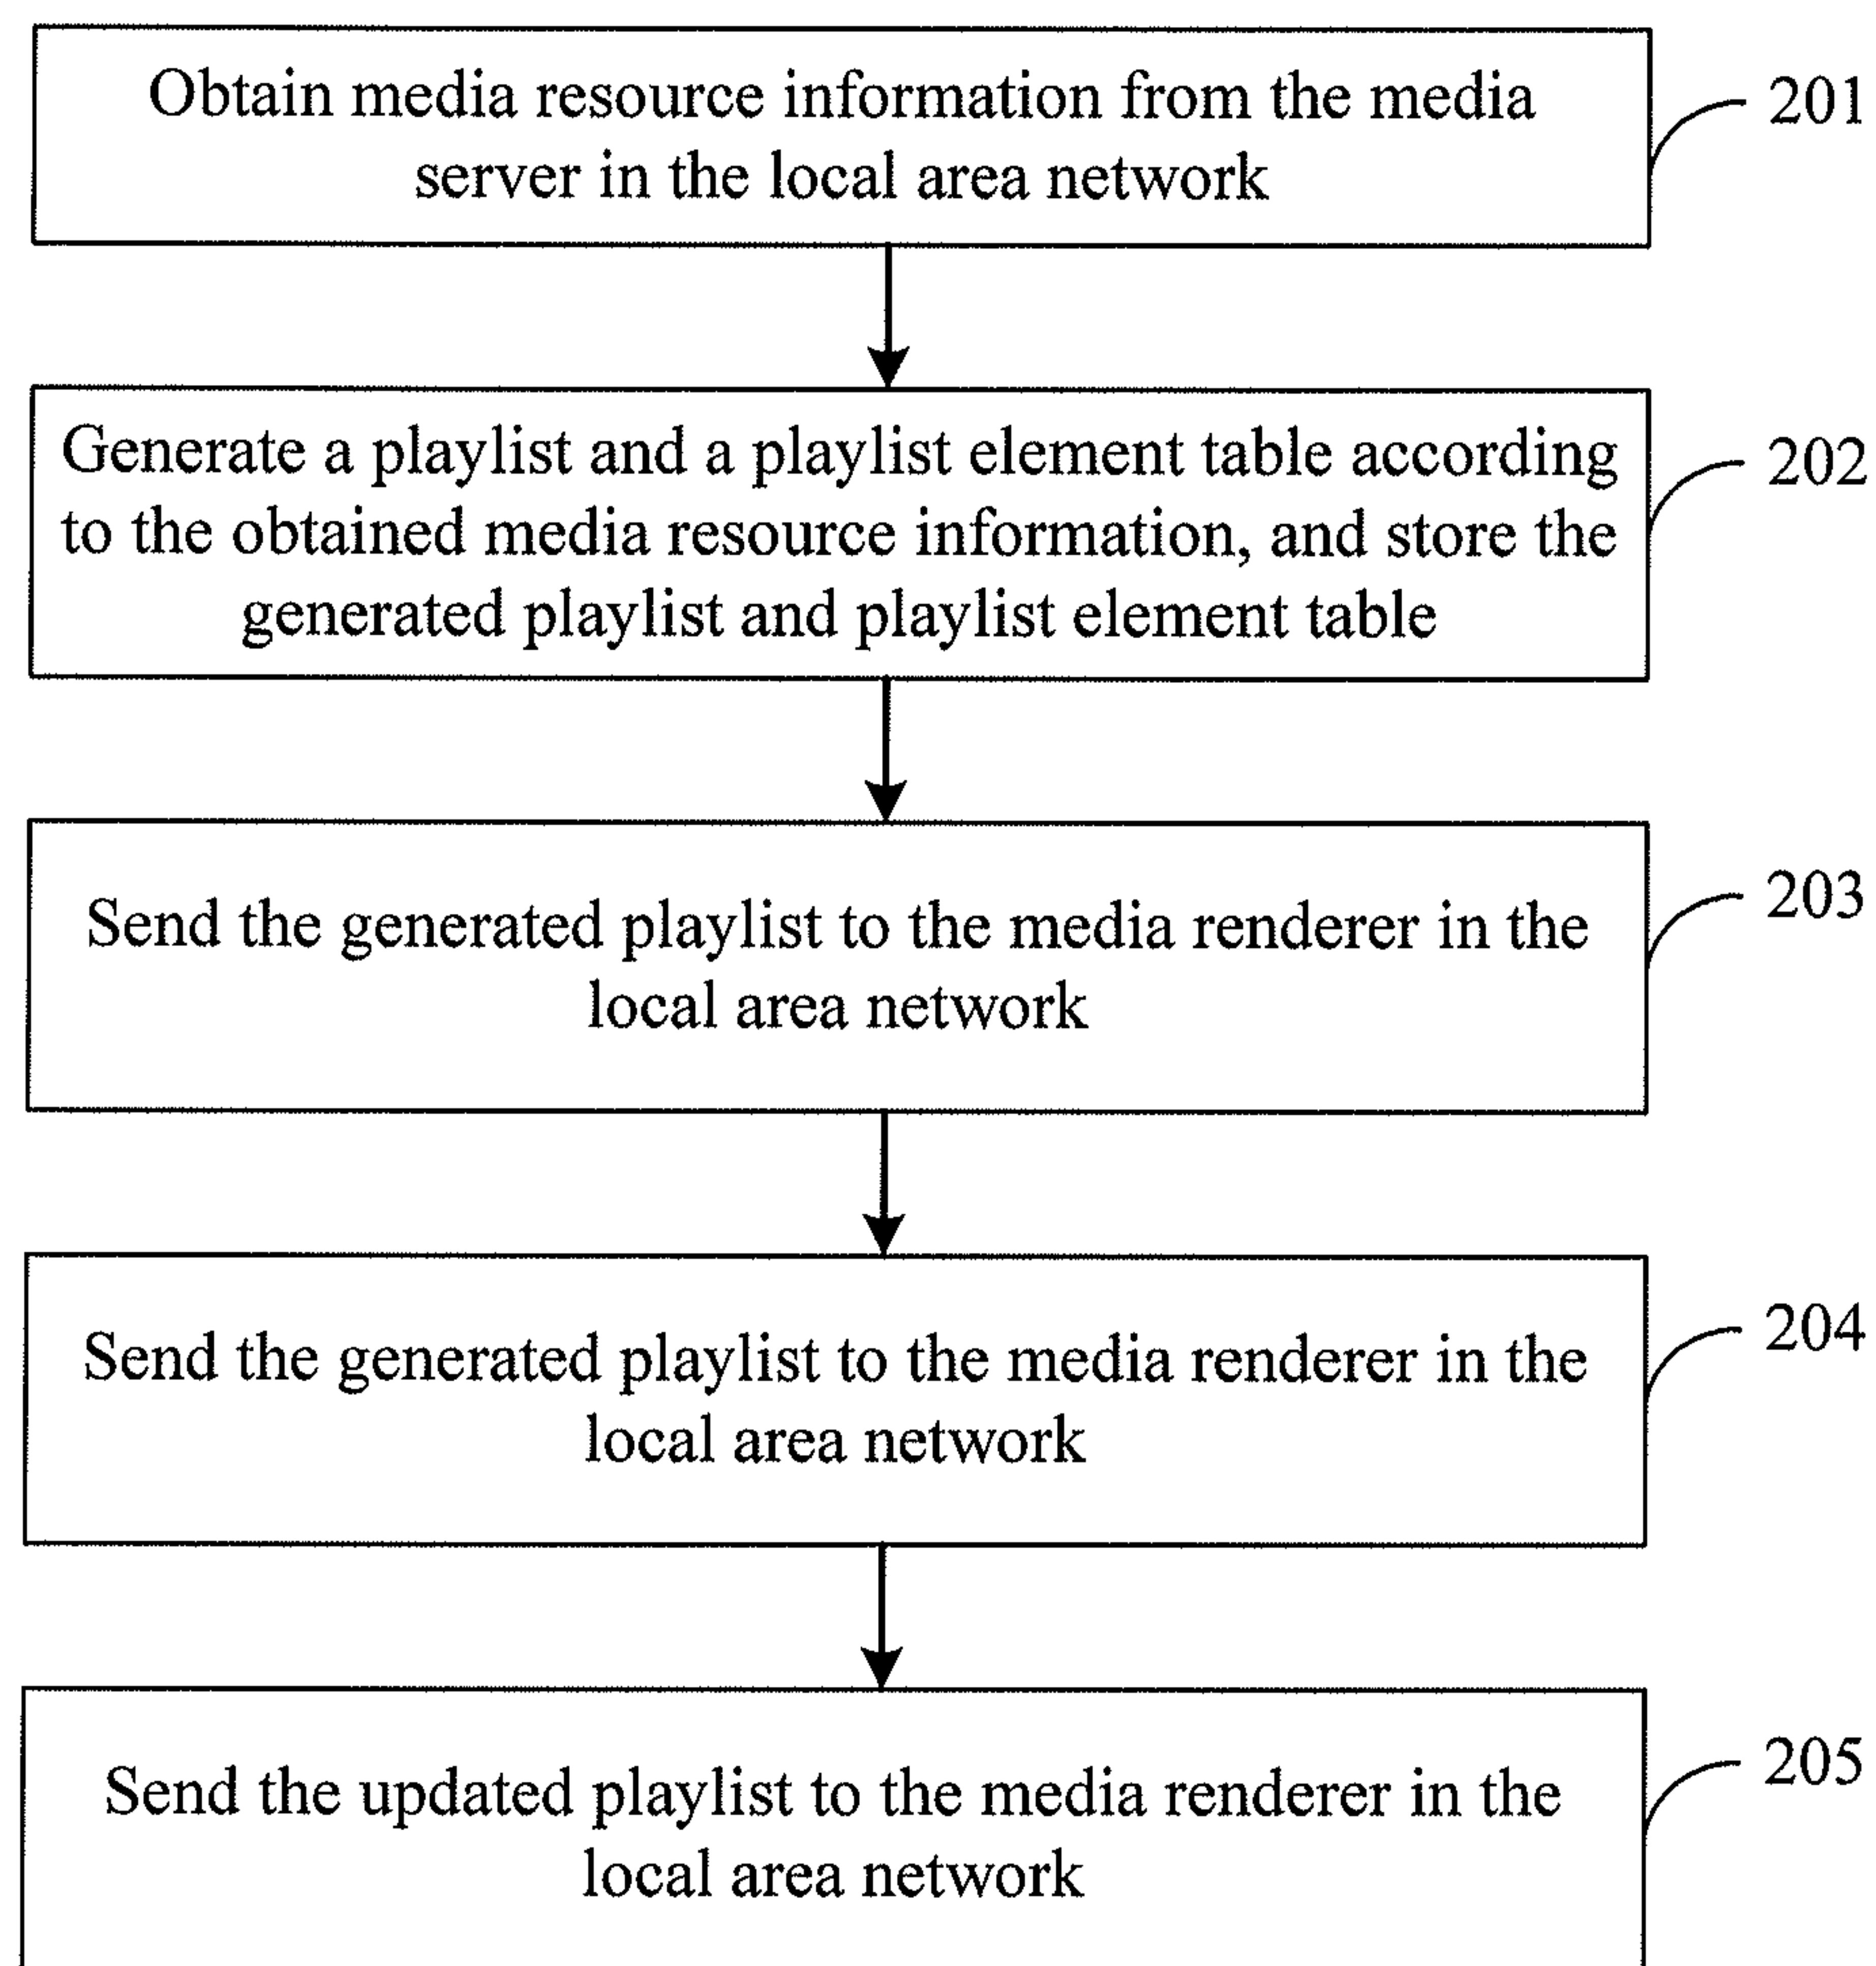 Obtain media resource information from the media
server in the local area network
201
Generate a playlist and a playlist element table according
to the obtained media resource information, and store the
generated playlist and playlist element table
202
Send the generated playlist to the media renderer in the
local area network
203
Send the generated playlist to the media renderer in the
local area network
204
Send the updated playlist to the media renderer in the
local area network
205